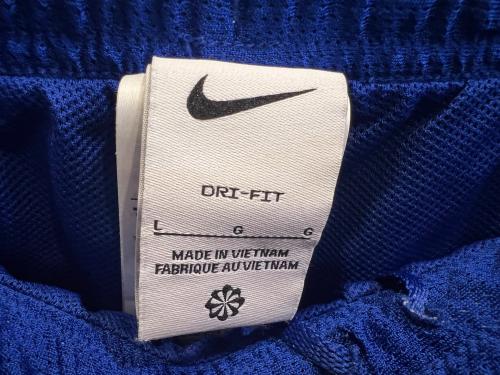 DRI-FIT
L G G
MADE IN VIETNAM
FABRIQUE AU VIETNAM